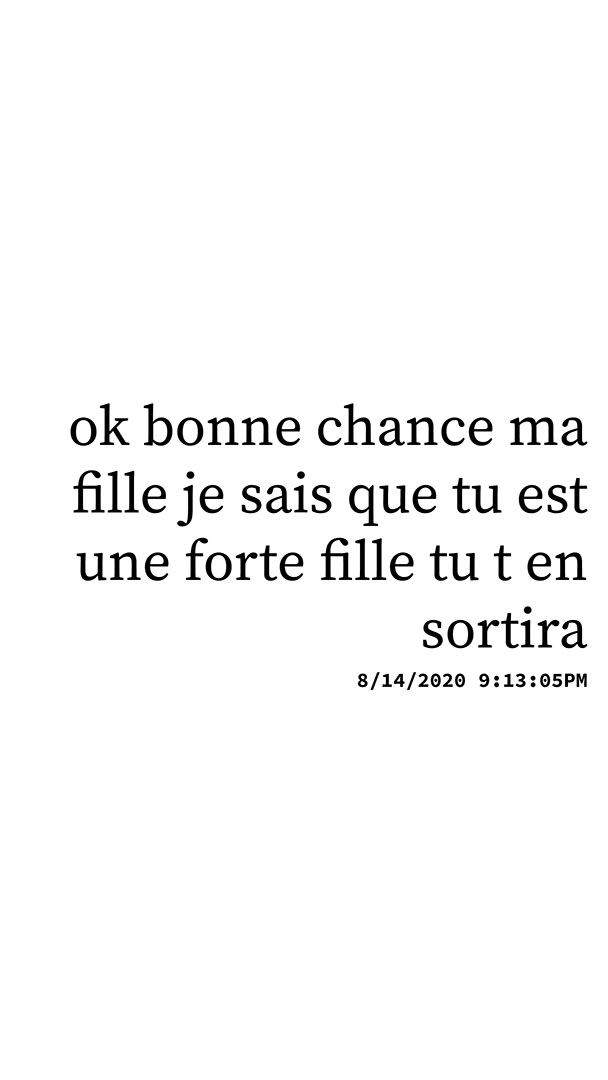 ok bonne chance ma
fille je sais que tu est
une forte fille tu t en
sortira
8/14/2020 9:13:05PM